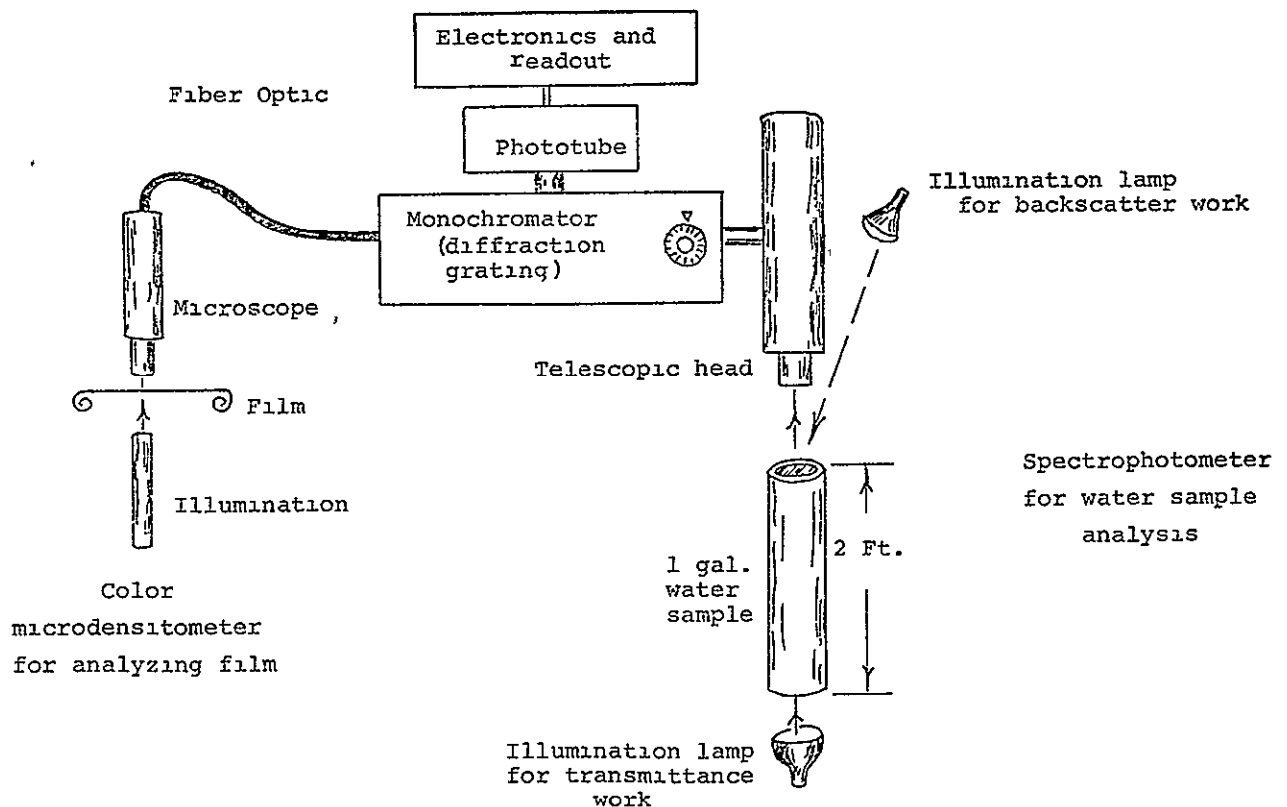 Electronics and
readout
Fiber Optic
Phototube
Illumination lamp
for backscatter work
Monochromator
(diffraction
grating)
Microscope ,
Telescopic head
Film
Illumination
Spectrophotometer
for water sample
analysis
2 Ft.
1 gal.
water
sample
Color
microdensitometer
for analyzing film
Illumination lamp
for transmittance
work